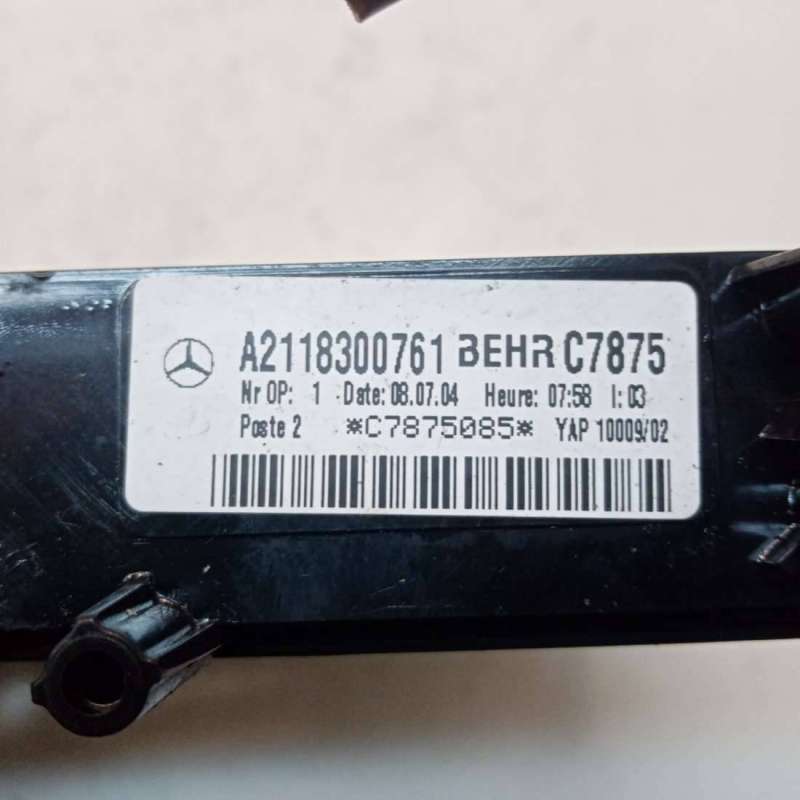 A2118300761 BEHR C7875
Nr OP: 1 Date: 08.07.04 Heure: 07:58 I: 03
Poste 2 *C7875085* YAP 10009/02